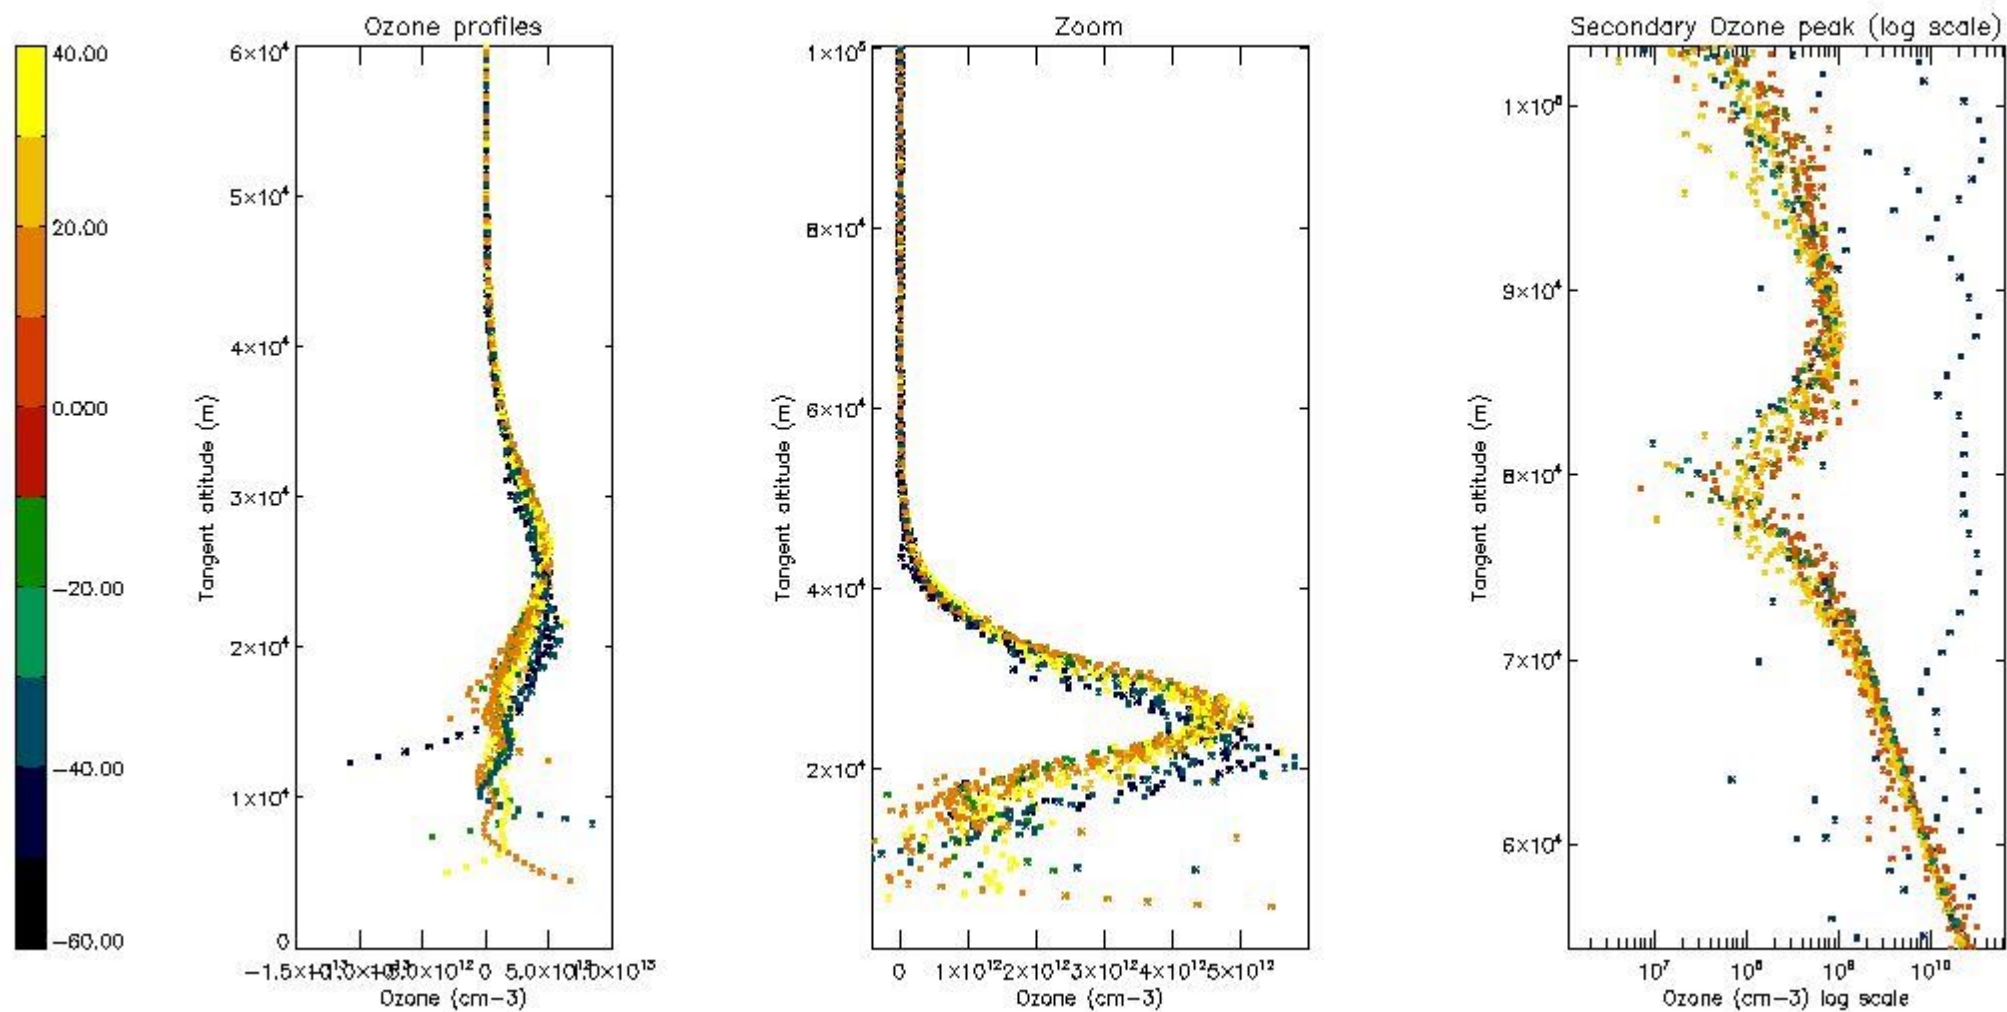 Ozone profiles
Zoom
Secondary Ozone peak (log scale)
40.00
20.00
0.000
-20.00
-40.00
-60.00
6×10⁴
5×10⁴
4×10⁴
3×10⁴
2×10⁴
1×10⁴
0
Tangent altitude (m)
0
Ozone (cm-3)
1×10⁵
8×10⁴
6×10⁴
4×10⁴
2×10⁴
Tangent altitude (m)
0 1×10¹² 2×10¹² 3×10¹² 4×10¹² 5×10¹²
Ozone (cm-3)
1×10⁵
9×10⁴
8×10⁴
7×10⁴
6×10⁴
Tangent altitude (m)
10⁷ 10⁸ 10⁹ 10¹⁰
Ozone (cm-3) log scale